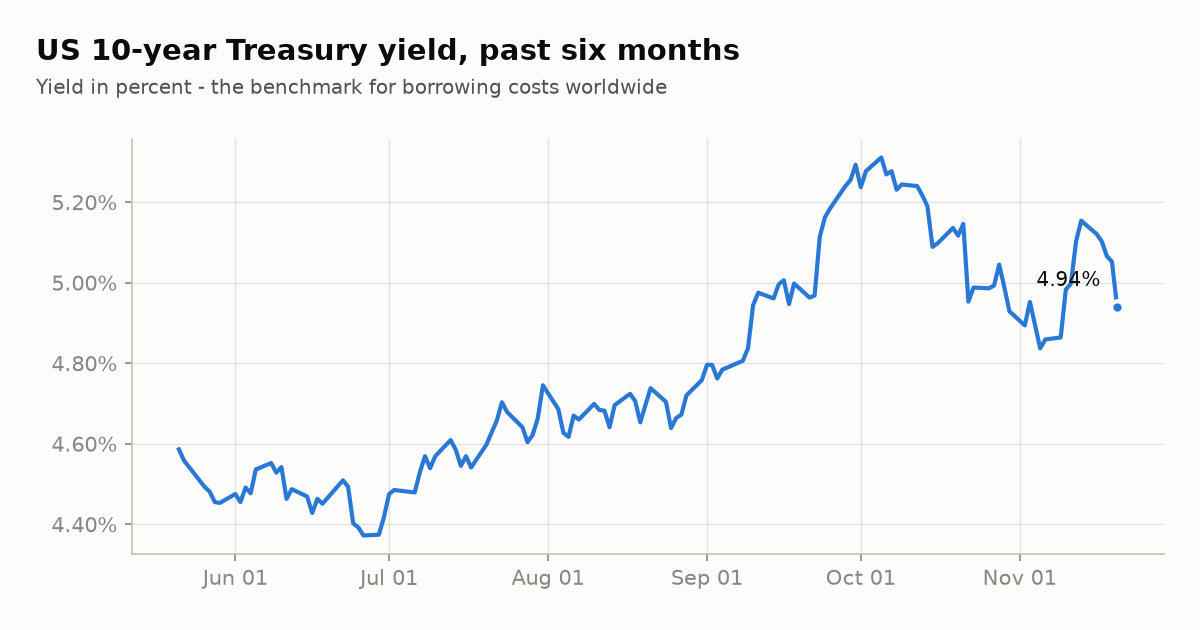 US 10-year Treasury yield, past six months
Yield in percent - the benchmark for borrowing costs worldwide
5.20%
5.00%
4.80%
4.60%
4.40%
4.94%
Jun 01
Jul 01
Aug 01
Sep 01
Oct 01
Nov 01